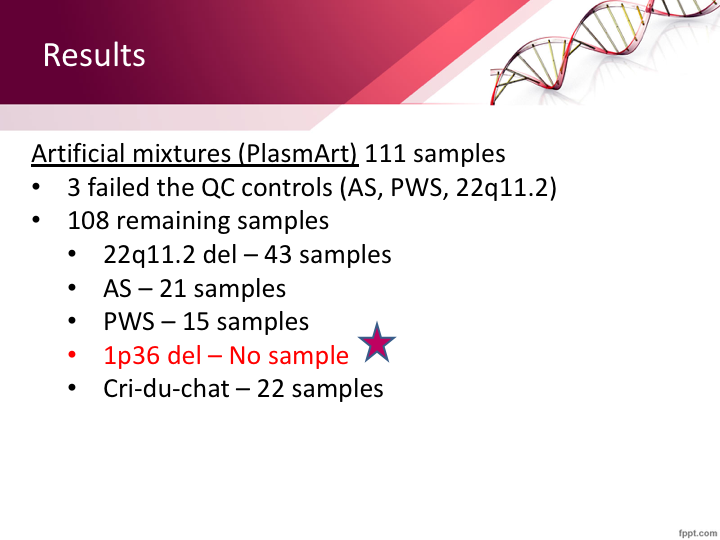 Results
Artificial mixtures (PlasmArt) 111 samples
• 3 failed the QC controls (AS, PWS, 22q11.2)
• 108 remaining samples
• 22q11.2 del – 43 samples
• AS – 21 samples
• PWS – 15 samples
• 1p36 del – No sample
• Cri-du-chat – 22 samples
fppt.com